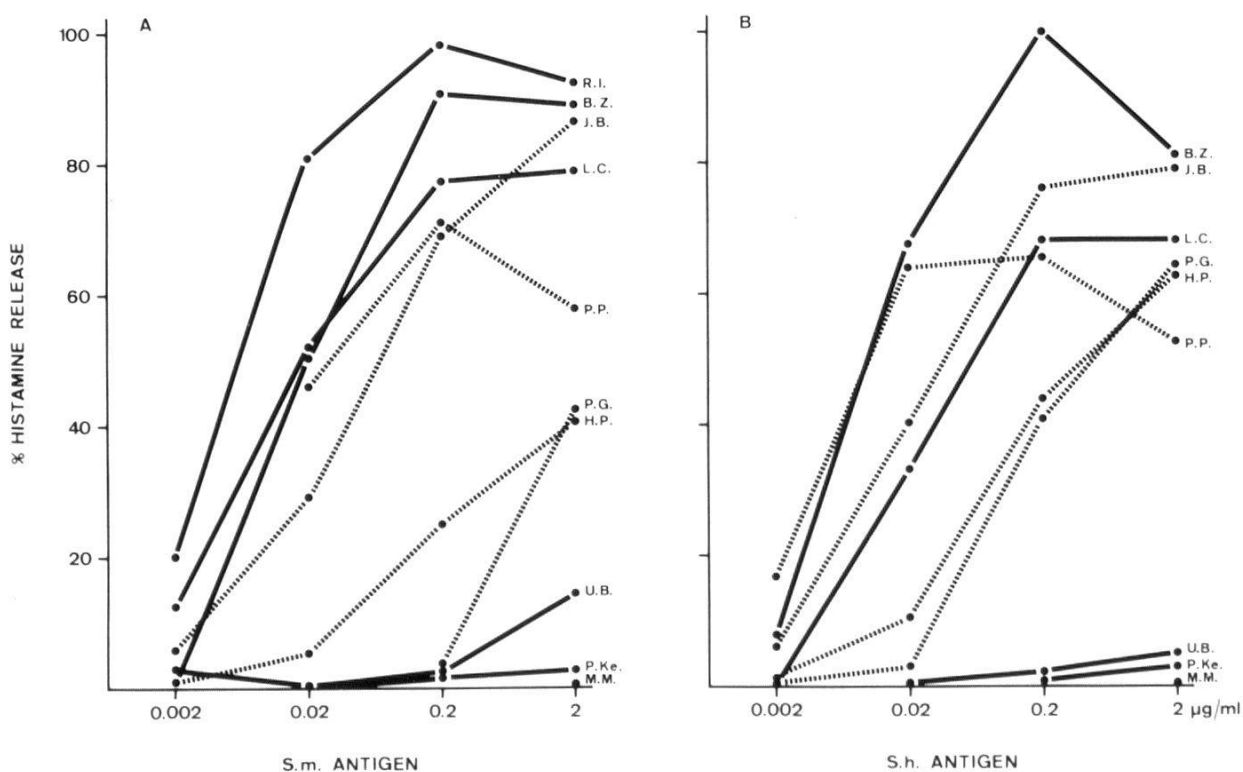 A
B
100
80
60
40
20
% HISTAMINE RELEASE
R.I.
B.Z.
J.B.
L.C.
P.P.
P.G.
H.P.
U.B.
P.Ke.
M.M.
0.002 0.02 0.2 2
S.m. ANTIGEN
B.Z.
J.B.
L.C.
P.G.
H.P.
P.P.
U.B.
P.Ke.
M.M.
0.002 0.02 0.2 2 µg/ml
S.h. ANTIGEN